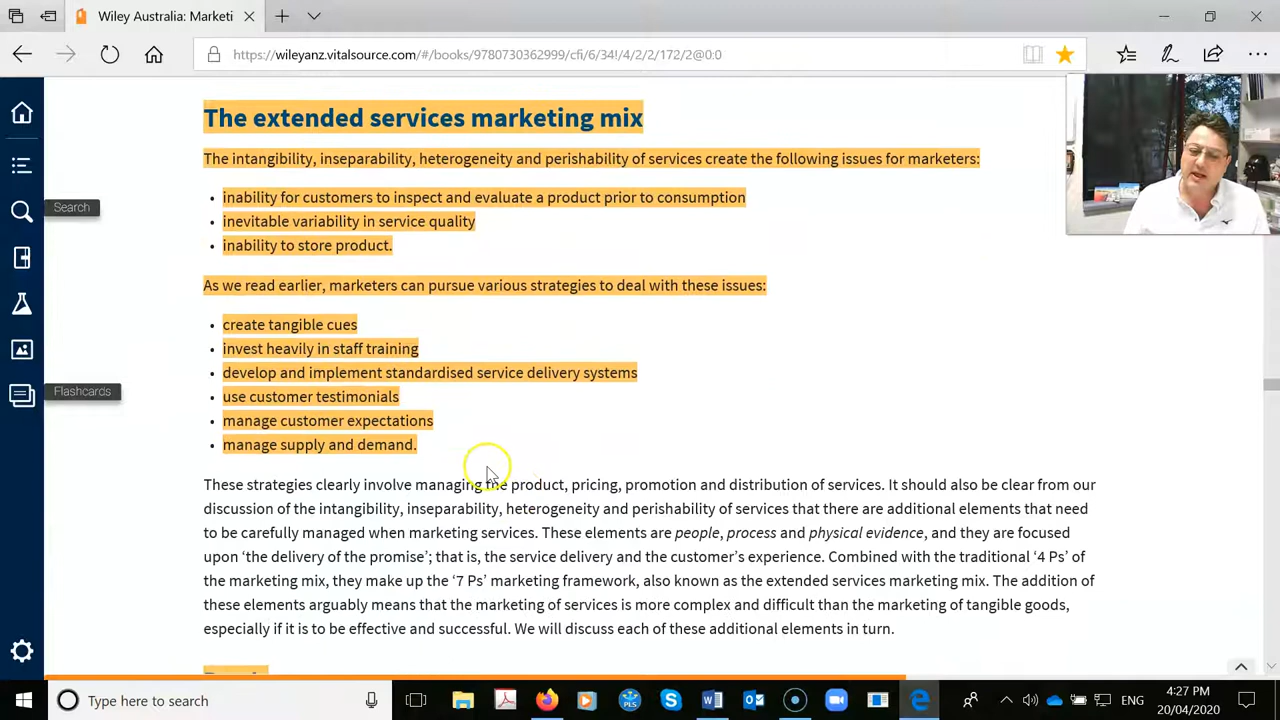 Wiley Australia: Marketi
https://wileyanz.vitalsource.com/#/books/9780730362999/cfi/6/34!/4/2/2/172/2@0:0
The extended services marketing mix
The intangibility, inseparability, heterogeneity and perishability of services create the following issues for marketers:
Search
• inability for customers to inspect and evaluate a product prior to consumption
• inevitable variability in service quality
• inability to store product.
As we read earlier, marketers can pursue various strategies to deal with these issues:
• create tangible cues
• invest heavily in staff training
• develop and implement standardised service delivery systems
Flashcards
• use customer testimonials
• manage customer expectations
• manage supply and demand.
These strategies clearly involve managing the product, pricing, promotion and distribution of services. It should also be clear from our
discussion of the intangibility, inseparability, heterogeneity and perishability of services that there are additional elements that need
to be carefully managed when marketing services. These elements are people, process and physical evidence, and they are focused
upon ‘the delivery of the promise’; that is, the service delivery and the customer’s experience. Combined with the traditional ‘4 Ps’ of
the marketing mix, they make up the ‘7 Ps’ marketing framework, also known as the extended services marketing mix. The addition of
these elements arguably means that the marketing of services is more complex and difficult than the marketing of tangible goods,
especially if it is to be effective and successful. We will discuss each of these additional elements in turn.
Type here to search
PLS
ENG
4:27 PM
20/04/2020